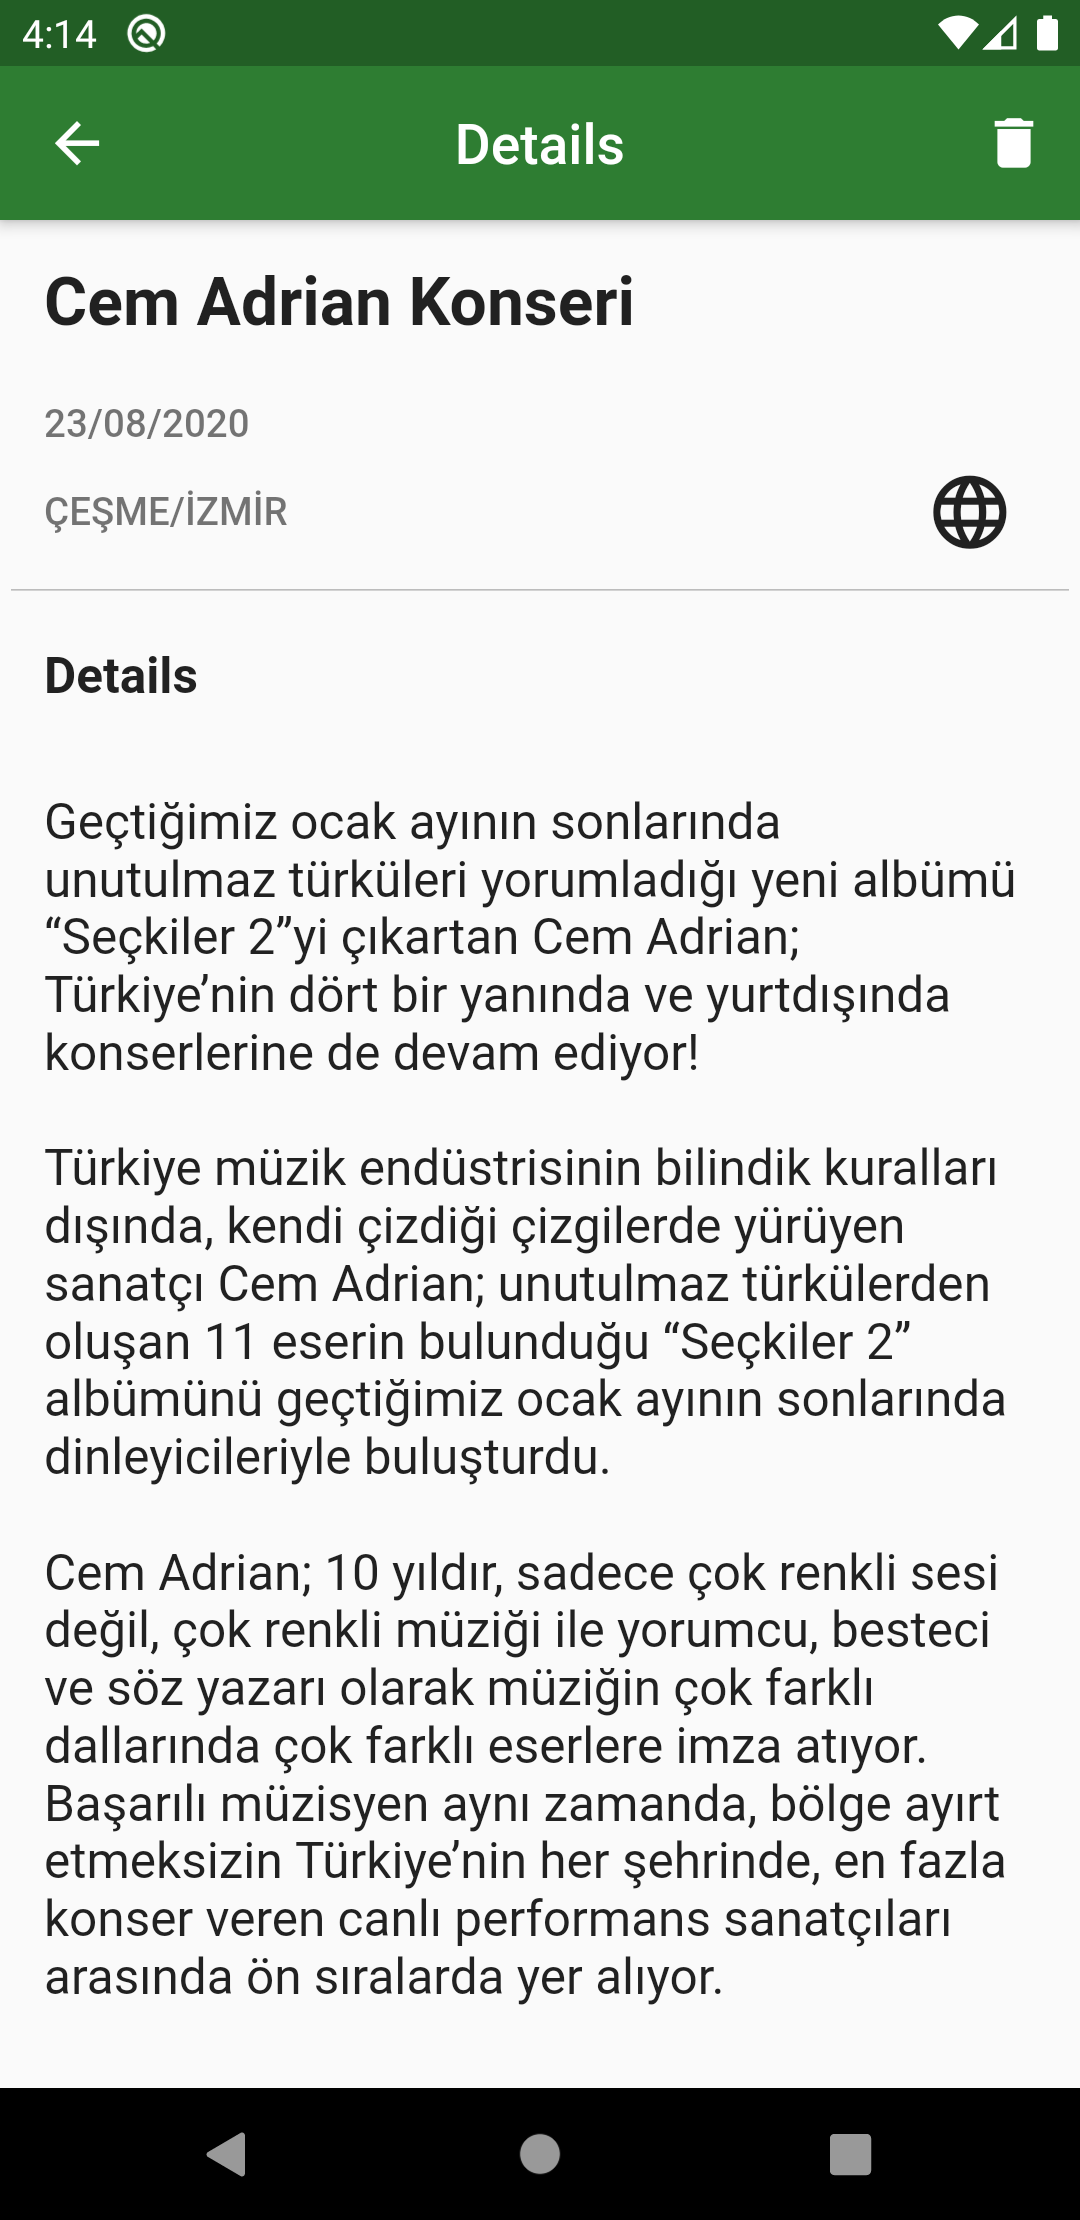 4:14
Details
Cem Adrian Konseri
23/08/2020
ÇEŞME/İZMİR
Details
Geçtiğimiz ocak ayının sonlarında
unutulmaz türküleri yorumladığı yeni albümü
“Seçkiler 2”yi çıkartan Cem Adrian;
Türkiye’nin dört bir yanında ve yurtdışında
konserlerine de devam ediyor!
Türkiye müzik endüstrisinin bilindik kuralları
dışında, kendi çizdiği çizgilerde yürüyen
sanatçı Cem Adrian; unutulmaz türkülerden
oluşan 11 eserin bulunduğu “Seçkiler 2”
albümünü geçtiğimiz ocak ayının sonlarında
dinleyicileriyle buluşturdu.
Cem Adrian; 10 yıldır, sadece çok renkli sesi
değil, çok renkli müziği ile yorumcu, besteci
ve söz yazarı olarak müziğin çok farklı
dallarında çok farklı eserlere imza atıyor.
Başarılı müzisyen aynı zamanda, bölge ayırt
etmeksizin Türkiye’nin her şehrinde, en fazla
konser veren canlı performans sanatçıları
arasında ön sıralarda yer alıyor.